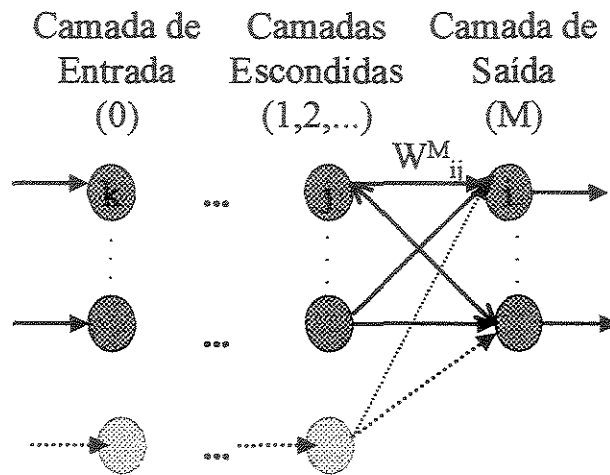 Camada de Entrada (0)
Camadas Escondidas (1,2,...)
Camada de Saída (M)
W^M_ij
k
...
j
i
...
...